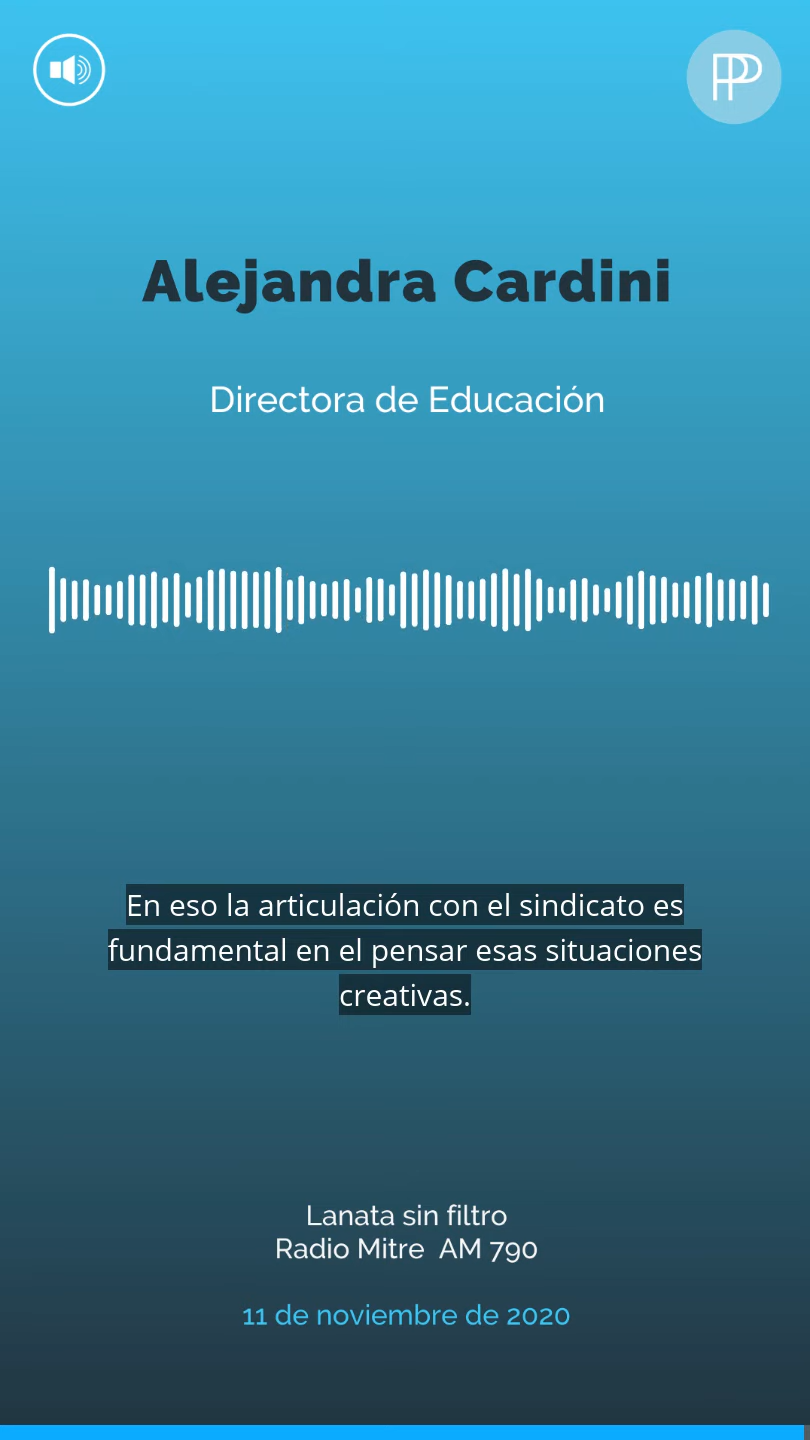 PP
Alejandra Cardini
Directora de Educación
En eso la articulación con el sindicato es
fundamental en el pensar esas situaciones
creativas.
Lanata sin filtro
Radio Mitre AM 790
11 de noviembre de 2020